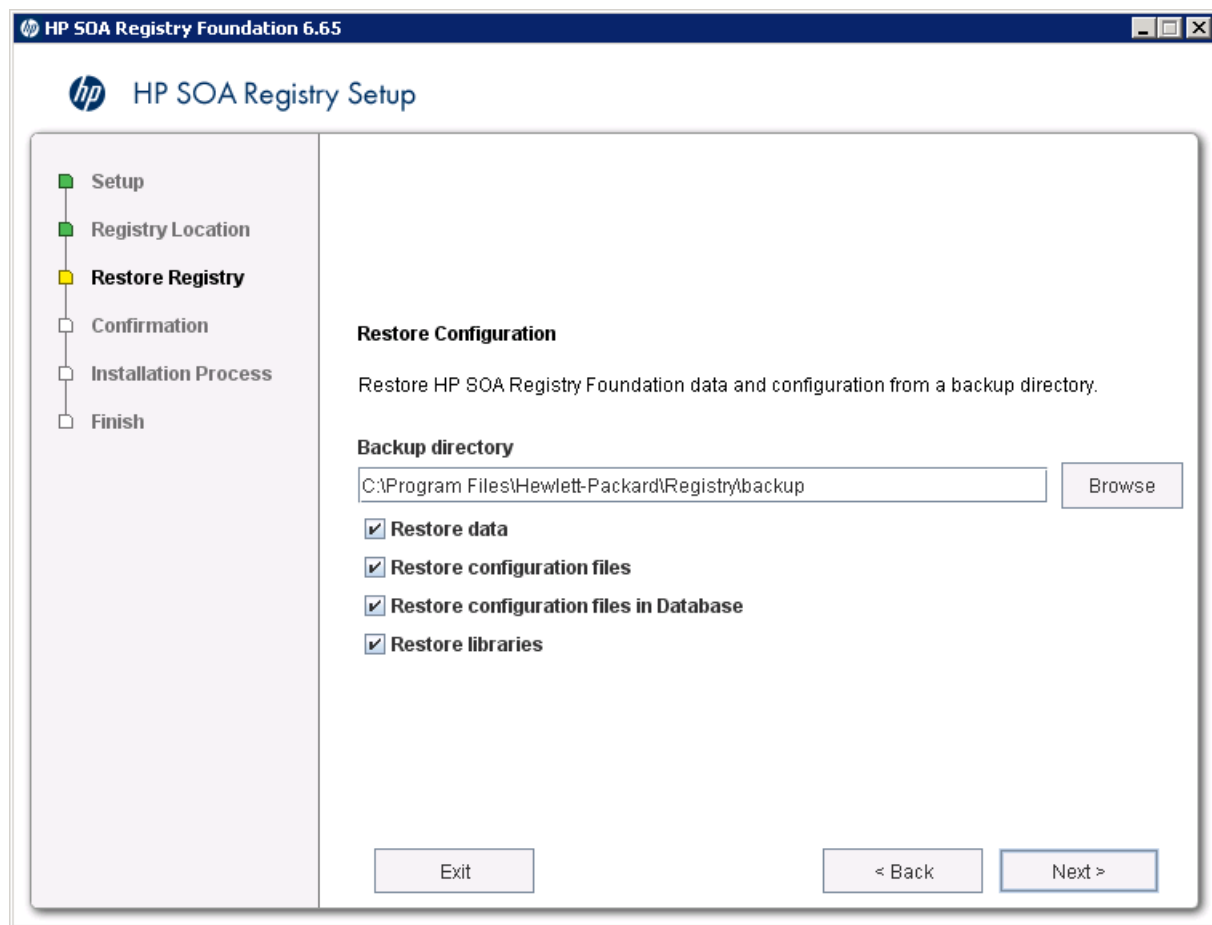 HP SOA Registry Foundation 6.65
hp HP SOA Registry Setup
Setup
Registry Location
Restore Registry
Confirmation
Installation Process
Finish
Restore Configuration
Restore HP SOA Registry Foundation data and configuration from a backup directory.
Backup directory
C:\Program Files\Hewlett-Packard\Registry\backup
Browse
Restore data
Restore configuration files
Restore configuration files in Database
Restore libraries
Exit
< Back
Next >